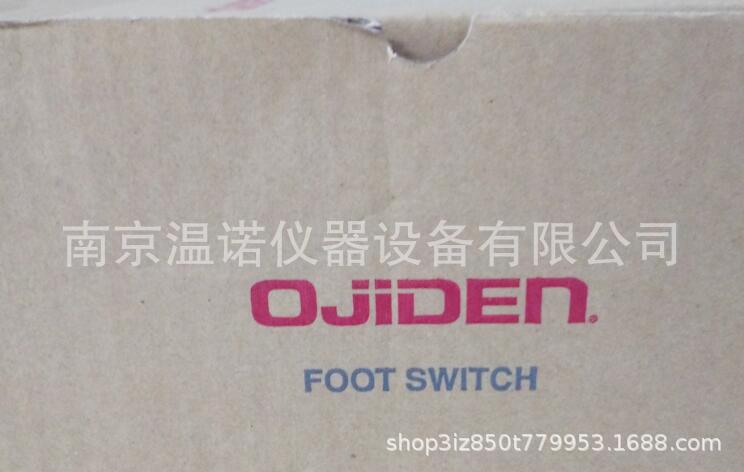 南京温诺仪器设备有限公司
OJIDEN
FOOT SWITCH
shop3iz850t779953.1688.com